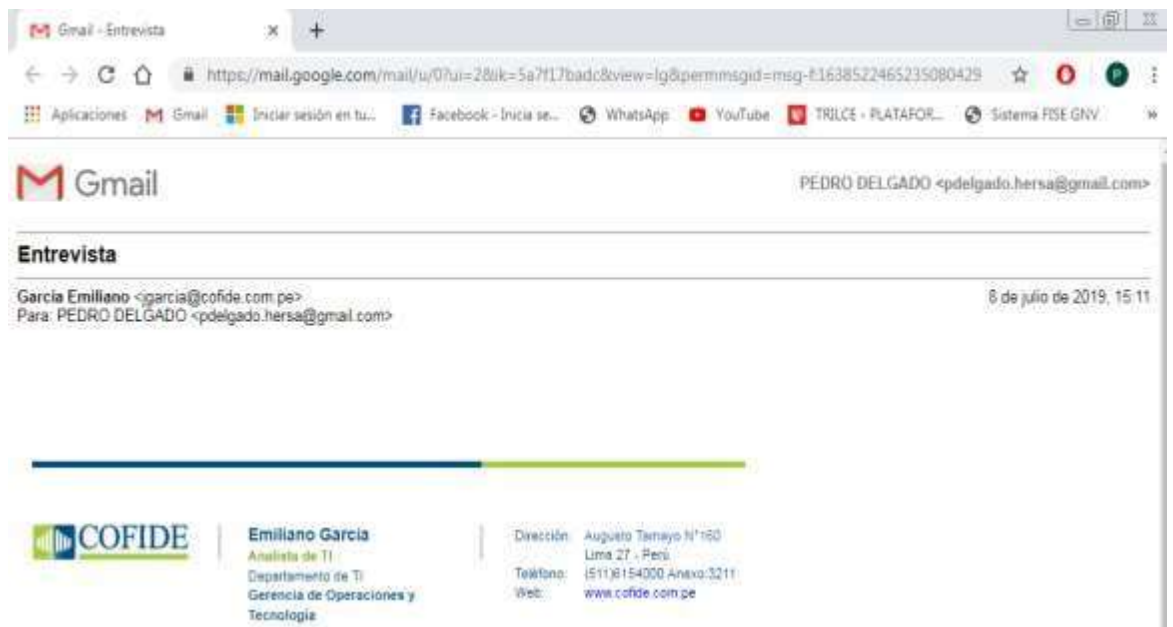 Gmail - Entrevista
https://mail.google.com/mail/u/0?ui=2&ik=5a7f17badc&view=lg&permmsgid=msg-f:1638522465235080429
Aplicaciones Gmail Iniciar sesión en tu... Facebook - Inicia se... WhatsApp YouTube TRILCE - PLATAFOR... Sistema FISE GNV
Gmail PEDRO DELGADO <pdelgado.hersa@gmail.com>
Entrevista
García Emiliano <jgarcia@cofide.com.pe> de julio de 2019, 15:11
Para: PEDRO DELGADO <pdelgado.hersa@gmail.com>
COFIDE Emiliano García Dirección: Augusto Tamayo N°160
Analista de TI Lima 27 - Perú
Departamento de TI Teléfono: (511)6154000 Anexo:3211
Gerencia de Operaciones y Web: www.cofide.com.pe
Tecnología